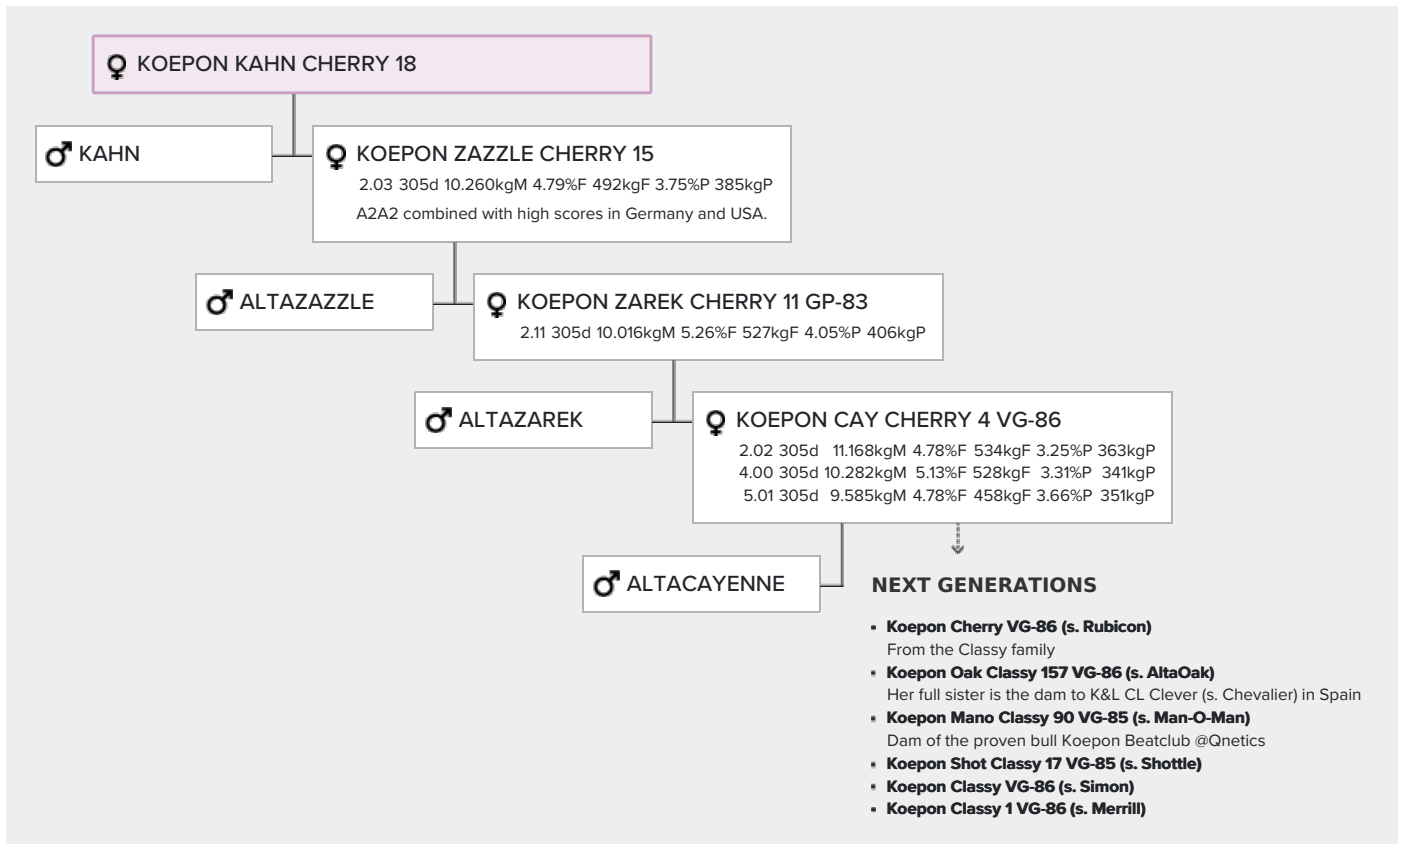 KOEPON KAHN CHERRY 18
KAHN
KOEPON ZAZZLE CHERRY 15
2.03 305d 10.260kgM 4.79%F 492kgF 3.75%P 385kgP
A2A2 combined with high scores in Germany and USA.
ALTAZAZZLE
KOEPON ZAREK CHERRY 11 GP-83
2.11 305d 10.016kgM 5.26%F 527kgF 4.05%P 406kgP
ALTAZAREK
KOEPON CAY CHERRY 4 VG-86
2.02 305d 11.168kgM 4.78%F 534kgF 3.25%P 363kgP
4.00 305d 10.282kgM 5.13%F 528kgF 3.31%P 341kgP
5.01 305d 9.585kgM 4.78%F 458kgF 3.66%P 351kgP
ALTACAYENNE
NEXT GENERATIONS
▪ Koepon Cherry VG-86 (s. Rubicon)
From the Classy family
▪ Koepon Oak Classy 157 VG-86 (s. AltaOak)
Her full sister is the dam to K&L CL Clever (s. Chevalier) in Spain
▪ Koepon Mano Classy 90 VG-85 (s. Man-O-Man)
Dam of the proven bull Koepon Beatclub @Qnetics
▪ Koepon Shot Classy 17 VG-85 (s. Shottle)
▪ Koepon Classy VG-86 (s. Simon)
▪ Koepon Classy 1 VG-86 (s. Merrill)